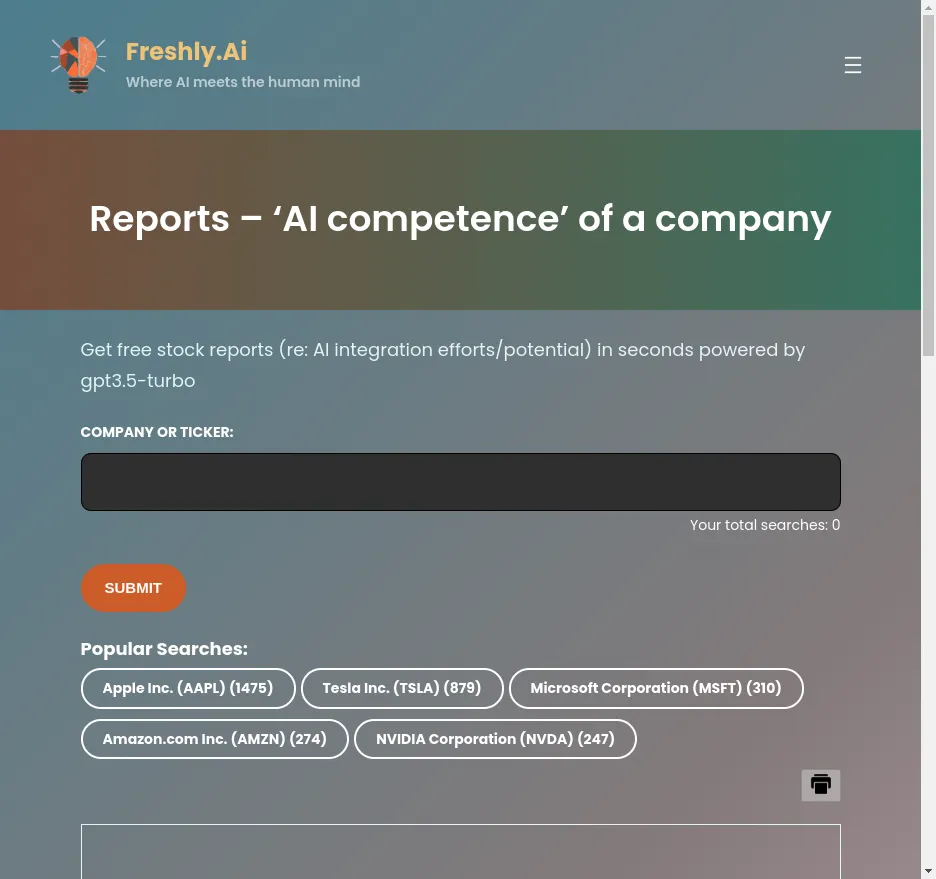 Freshly.Ai
Where AI meets the human mind
Reports – ‘AI competence’ of a company
Get free stock reports (re: AI integration efforts/potential) in seconds powered by
gpt3.5-turbo
COMPANY OR TICKER:
Your total searches: 0
SUBMIT
Popular Searches:
Apple Inc. (AAPL) (1475)
Tesla Inc. (TSLA) (879)
Microsoft Corporation (MSFT) (310)
Amazon.com Inc. (AMZN) (274)
NVIDIA Corporation (NVDA) (247)